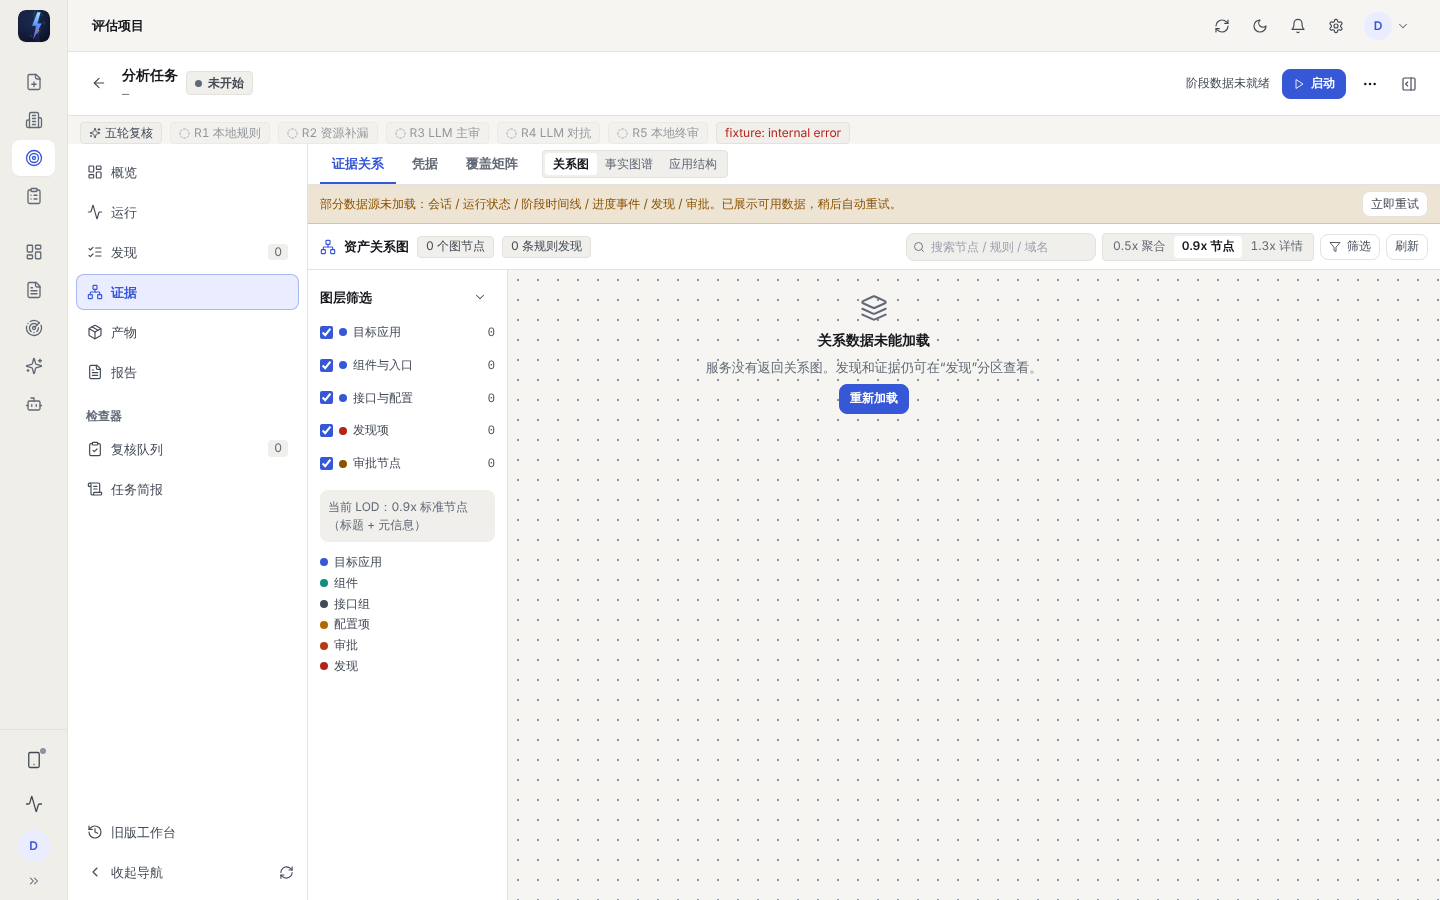 评估项目
D
分析任务
—
未开始
阶段数据未就绪
启动
五轮复核
R1 本地规则
R2 资源补漏
R3 LLM 主审
R4 LLM 对抗
R5 本地终审
fixture: internal error
概览
运行
发现
0
证据
产物
报告
检查器
复核队列
0
任务简报
旧版工作台
收起导航
D
证据关系
凭据
覆盖矩阵
关系图
事实图谱
应用结构
部分数据源未加载：会话 / 运行状态 / 阶段时间线 / 进度事件 / 发现 / 审批。已展示可用数据，稍后自动重试。
立即重试
资产关系图
0 个图节点
0 条规则发现
搜索节点 / 规则 / 域名
0.5x 聚合
0.9x 节点
1.3x 详情
筛选
刷新
图层筛选
目标应用
0
组件与入口
0
接口与配置
0
发现项
0
审批节点
0
当前 LOD：0.9x 标准节点
（标题 + 元信息）
目标应用
组件
接口组
配置项
审批
发现
关系数据未能加载
服务没有返回关系图。发现和证据仍可在“发现”分区查看。
重新加载